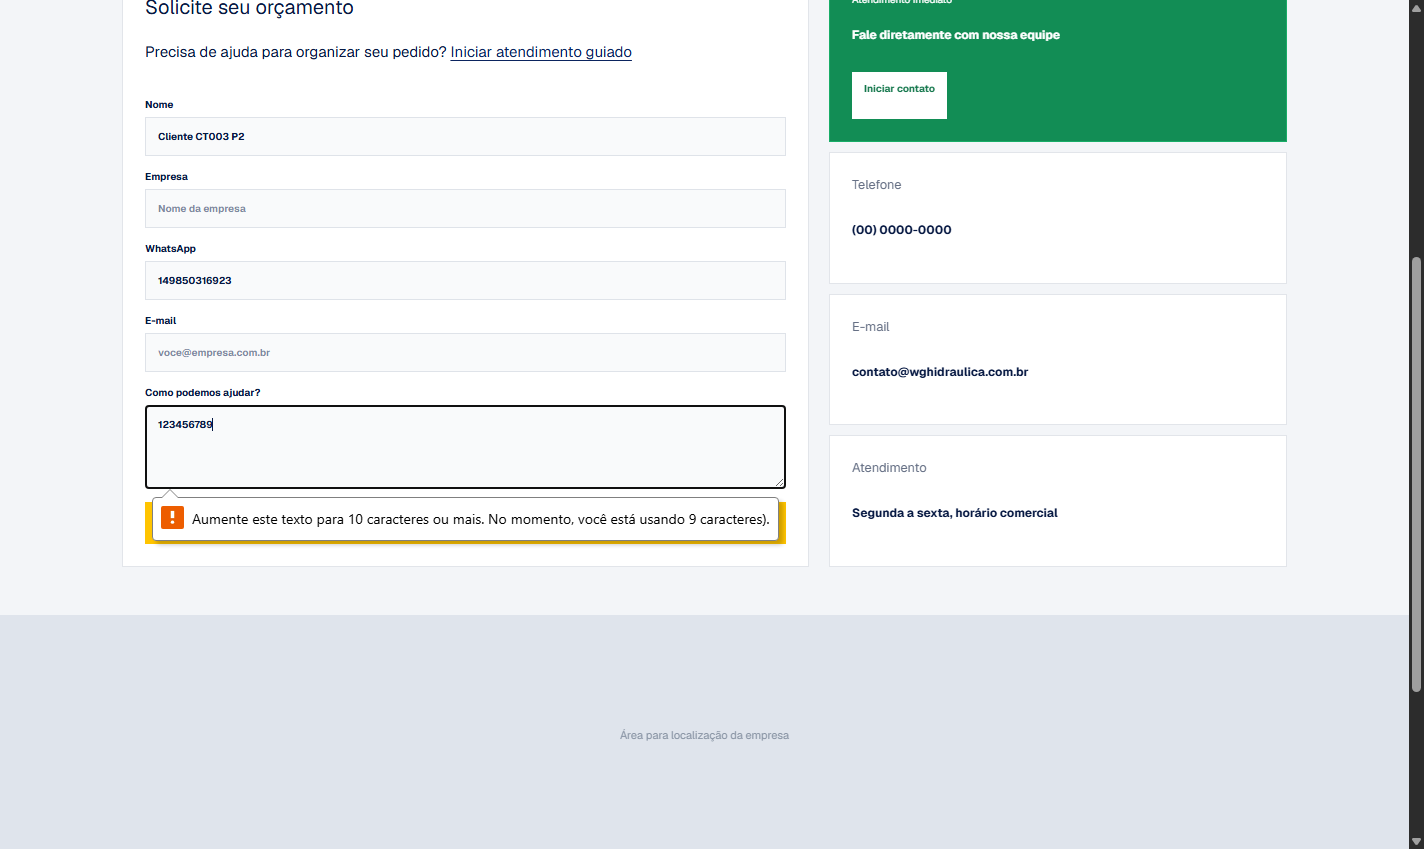 Solicite seu orçamento
Precisa de ajuda para organizar seu pedido? Iniciar atendimento guiado
Nome
Cliente CT003 P2
Empresa
Nome da empresa
WhatsApp
149850316923
E-mail
voce@empresa.com.br
Como podemos ajudar?
123456789
Aumente este texto para 10 caracteres ou mais. No momento, você está usando 9 caracteres).
Atendimento imediato
Fale diretamente com nossa equipe
Iniciar contato
Telefone
(00) 0000-0000
E-mail
contato@wghidraulica.com.br
Atendimento
Segunda a sexta, horário comercial
Área para localização da empresa